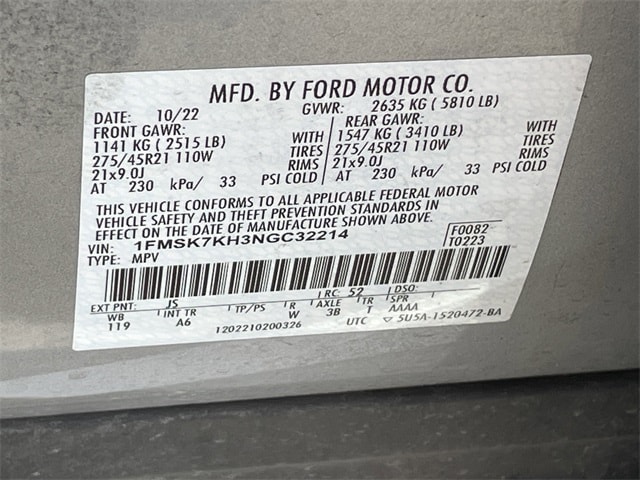 MFD. BY FORD MOTOR CO.
DATE: 10/22 GVWR: 2635 KG ( 5810 LB)
FRONT GAWR: REAR GAWR:
1141 KG ( 2515 LB) WITH 1547 KG ( 3410 LB) WITH
275/45R21 110W TIRES 275/45R21 110W TIRES
21x9.0J RIMS 21x9.0J RIMS
AT 230 kPa/ 33 PSI COLD AT 230 kPa/ 33 PSI COLD
THIS VEHICLE CONFORMS TO ALL APPLICABLE FEDERAL MOTOR
VEHICLE SAFETY AND THEFT PREVENTION STANDARDS IN
EFFECT ON THE DATE OF MANUFACTURE SHOWN ABOVE.
VIN: 1FMSK7KH3NGC32214 F0082
TYPE: MPV T0223
EXT PNT: JS RC: 52 DSO:
WB INT TR TP/PS R AXLE TR SPR
119 A6 W 3B T AAAA
1202210200326 UTC ▽ 5U5A-1520472-BA